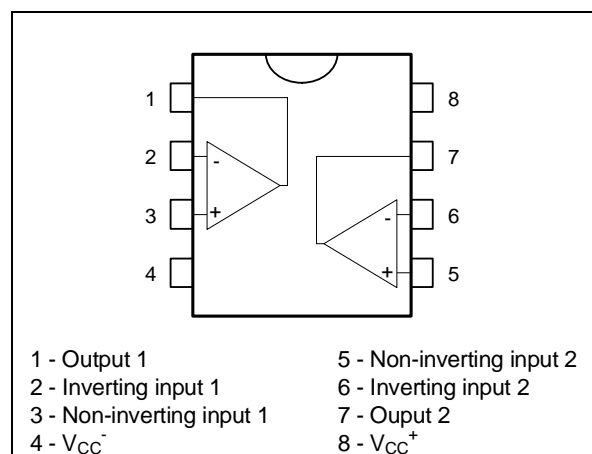 1 8
2 - 7
3 + - 6
4 + 5
1 - Output 1
2 - Inverting input 1
3 - Non-inverting input 1
4 - VCC-
5 - Non-inverting input 2
6 - Inverting input 2
7 - Ouput 2
8 - VCC+